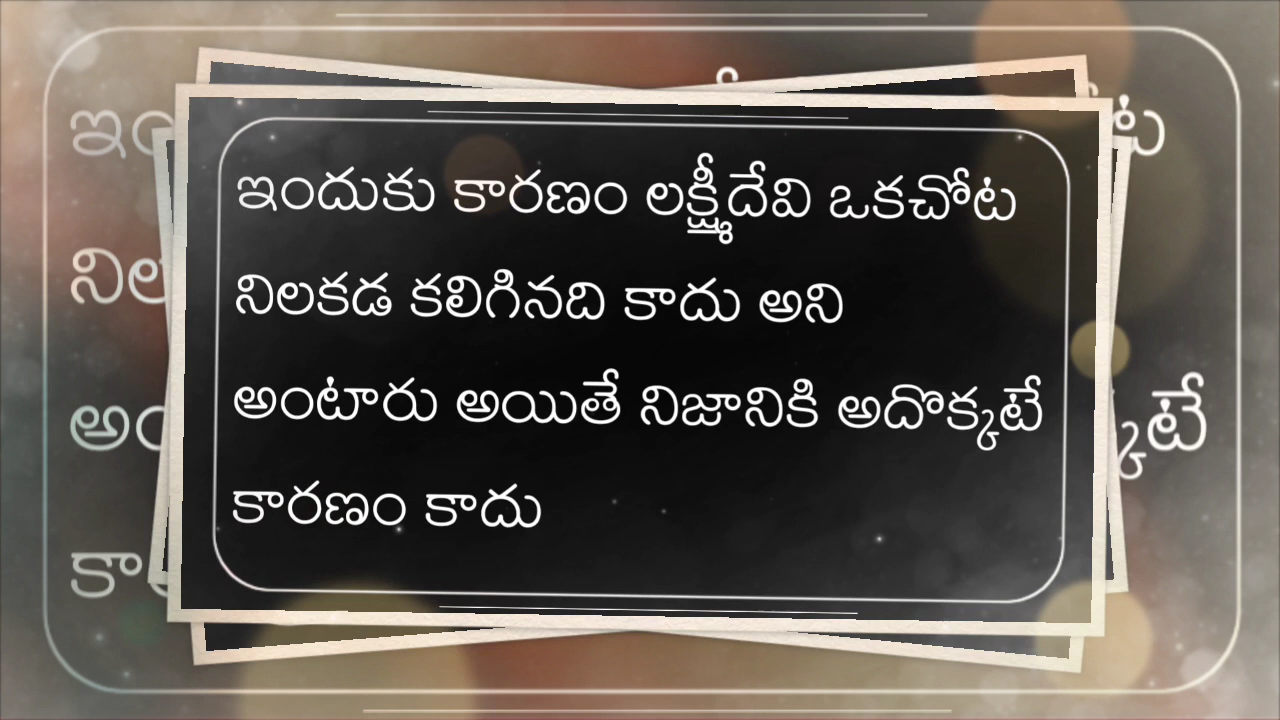 ఇందుకు కారణం లక్ష్మీదేవి ఒకచోట
నిలకడ కలిగినది కాదు అని
అంటారు అయితే నిజానికి అదొక్కటే
కారణం కాదు